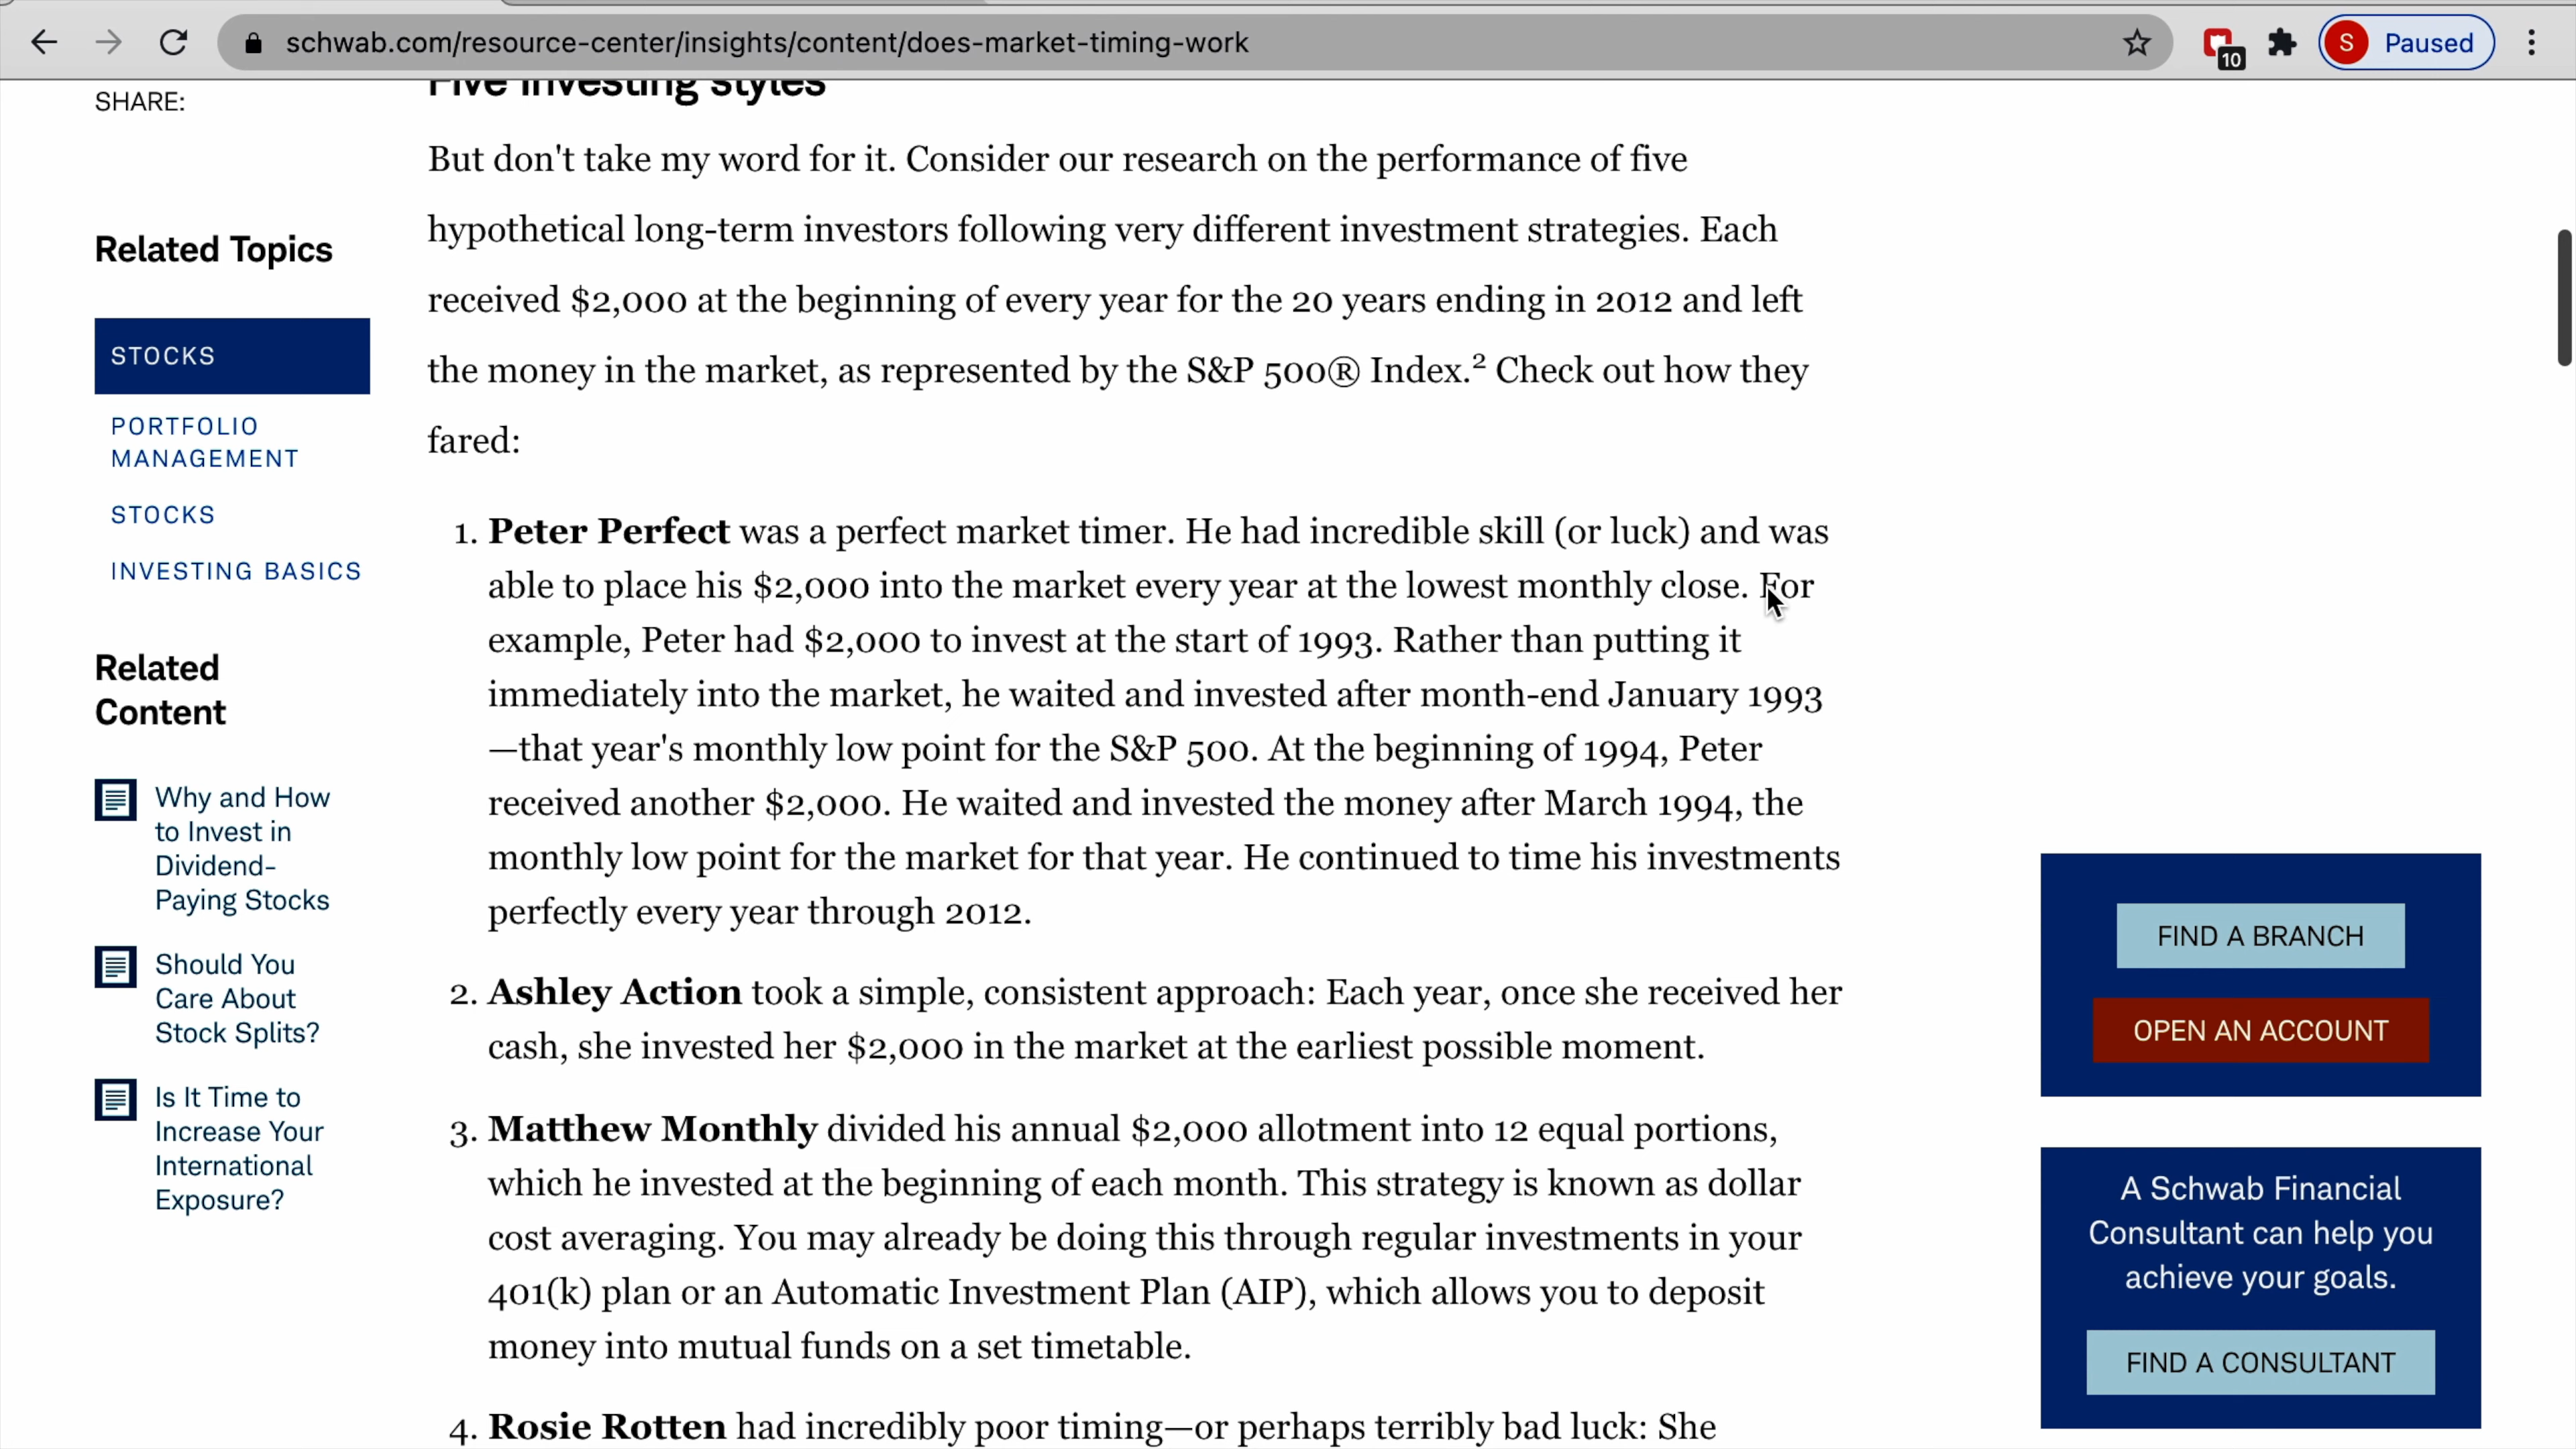 schwab.com/resource-center/insights/content/does-market-timing-work
10
S
Paused
SHARE:
Related Topics
STOCKS
PORTFOLIO
MANAGEMENT
STOCKS
INVESTING BASICS
Related
Content
Why and How
to Invest in
Dividend-
Paying Stocks
Should You
Care About
Stock Splits?
Is It Time to
Increase Your
International
Exposure?
Five investing styles
But don't take my word for it. Consider our research on the performance of five
hypothetical long-term investors following very different investment strategies. Each
received $2,000 at the beginning of every year for the 20 years ending in 2012 and left
the money in the market, as represented by the S&P 500® Index.² Check out how they
fared:
1. Peter Perfect was a perfect market timer. He had incredible skill (or luck) and was
able to place his $2,000 into the market every year at the lowest monthly close. For
example, Peter had $2,000 to invest at the start of 1993. Rather than putting it
immediately into the market, he waited and invested after month-end January 1993
—that year's monthly low point for the S&P 500. At the beginning of 1994, Peter
received another $2,000. He waited and invested the money after March 1994, the
monthly low point for the market for that year. He continued to time his investments
perfectly every year through 2012.
2. Ashley Action took a simple, consistent approach: Each year, once she received her
cash, she invested her $2,000 in the market at the earliest possible moment.
3. Matthew Monthly divided his annual $2,000 allotment into 12 equal portions,
which he invested at the beginning of each month. This strategy is known as dollar
cost averaging. You may already be doing this through regular investments in your
401(k) plan or an Automatic Investment Plan (AIP), which allows you to deposit
money into mutual funds on a set timetable.
4. Rosie Rotten had incredibly poor timing—or perhaps terribly bad luck: She
FIND A BRANCH
OPEN AN ACCOUNT
A Schwab Financial
Consultant can help you
achieve your goals.
FIND A CONSULTANT